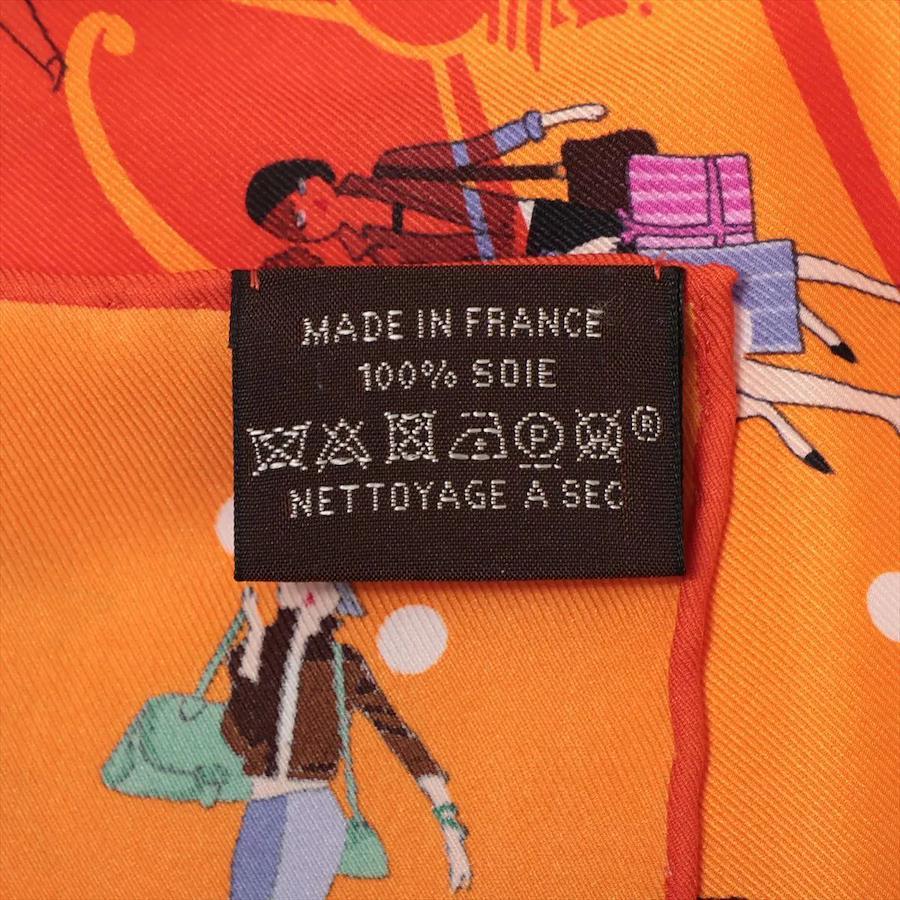 MADE IN FRANCE
100% SOIE
P W ®
NETTOYAGE A SEC